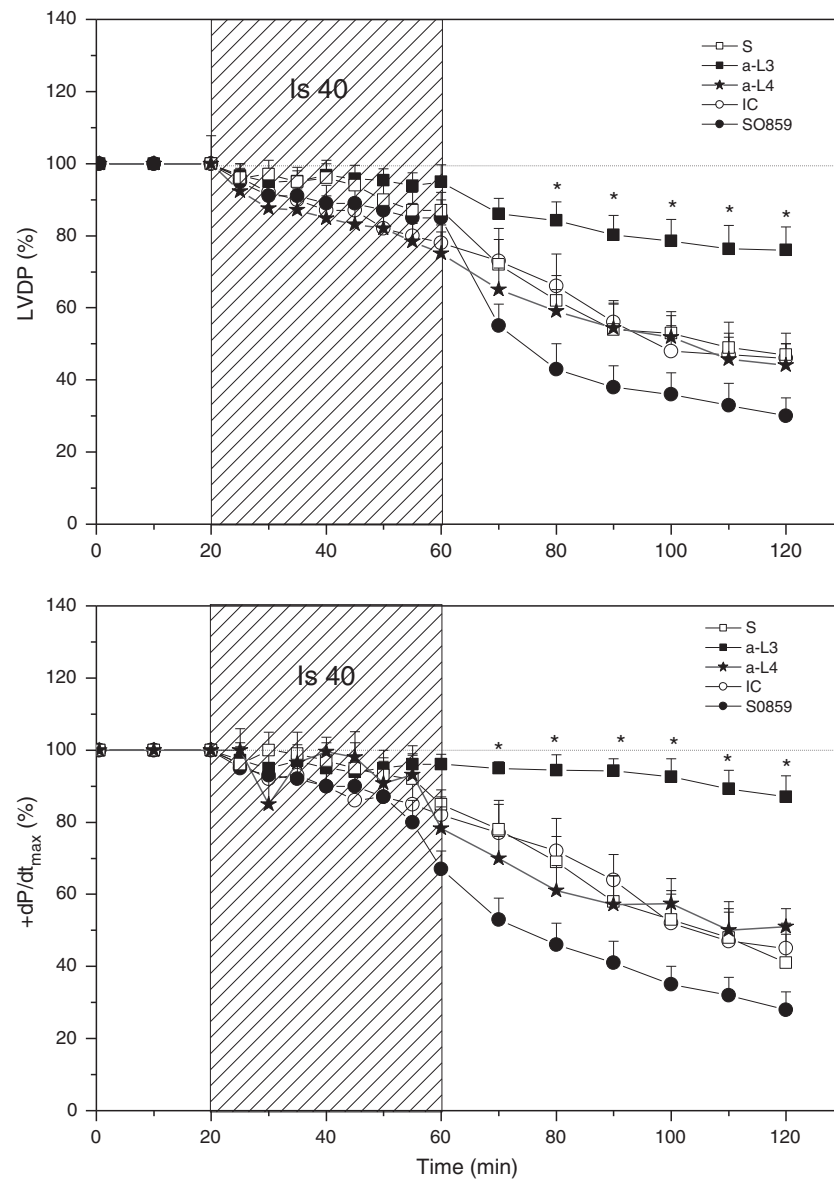 140
120
100
80
60
40
20
0
LVDP (%)
Is 40
S
a-L3
a-L4
IC
SO859
* * * * *
0 20 40 60 80 100 120
140
120
100
80
60
40
20
0
+dP/dtmax (%)
Is 40
S
a-L3
a-L4
IC
S0859
* * * * * *
0 20 40 60 80 100 120
Time (min)